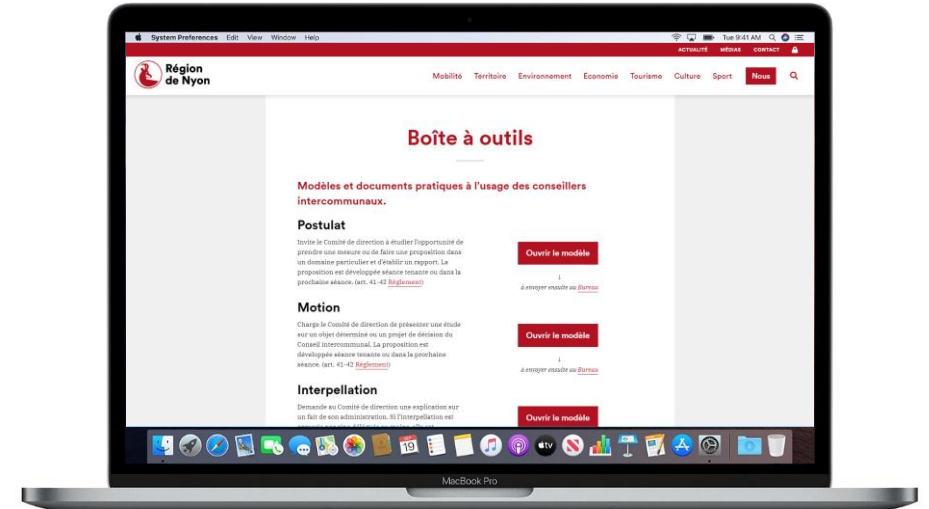 System Preferences Edit View Window Help
Tue 9:41 AM
ACTUALITÉ MÉDIAS CONTACT
Région
de Nyon
Mobilité Territoire Environnement Economie Tourisme Culture Sport Nous
Boîte à outils
Modèles et documents pratiques à l'usage des conseillers
intercommunaux.
Postulat
Invite le Comité de direction à étudier l'opportunité de
prendre une mesure ou de faire une proposition dans
un domaine particulier et d'établir un rapport. La
proposition est développée séance tenante ou dans la
prochaine séance. (art. 41-42 Règlement)
Ouvrir le modèle
↓
à envoyer ensuite au Bureau
Motion
Charge le Comité de direction de présenter une étude
sur un objet déterminé ou un projet de décision du
Conseil intercommunal. La proposition est
développée séance tenante ou dans la prochaine
séance. (art. 41-42 Règlement)
Ouvrir le modèle
↓
à envoyer ensuite au Bureau
Interpellation
Demande au Comité de direction une explication sur
un fait de son administration. Si l'interpellation est
Ouvrir le modèle
19
tv
MacBook Pro